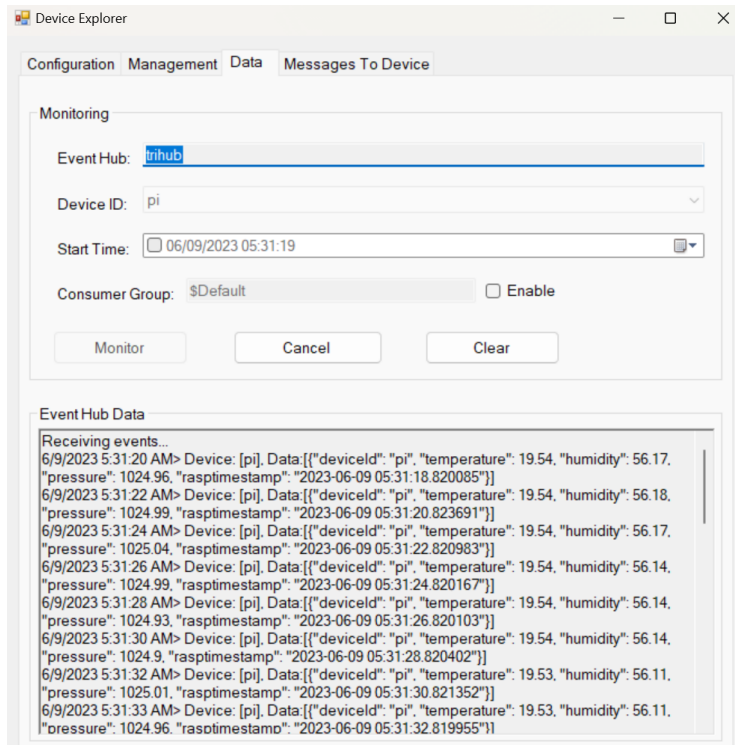 Device Explorer
Configuration Management Data Messages To Device
Monitoring
Event Hub: trihub
Device ID: pi
Start Time: 06/09/2023 05:31:19
Consumer Group: $Default Enable
Monitor Cancel Clear
Event Hub Data
Receiving events...
6/9/2023 5:31:20 AM> Device: [pi], Data:[{"deviceId": "pi", "temperature": 19.54, "humidity": 56.17,
"pressure": 1024.96, "rasptimestamp": "2023-06-09 05:31:18.820085"}]
6/9/2023 5:31:22 AM> Device: [pi], Data:[{"deviceId": "pi", "temperature": 19.54, "humidity": 56.18,
"pressure": 1024.99, "rasptimestamp": "2023-06-09 05:31:20.823691"}]
6/9/2023 5:31:24 AM> Device: [pi], Data:[{"deviceId": "pi", "temperature": 19.54, "humidity": 56.17,
"pressure": 1025.04, "rasptimestamp": "2023-06-09 05:31:22.820983"}]
6/9/2023 5:31:26 AM> Device: [pi], Data:[{"deviceId": "pi", "temperature": 19.54, "humidity": 56.14,
"pressure": 1024.99, "rasptimestamp": "2023-06-09 05:31:24.820167"}]
6/9/2023 5:31:28 AM> Device: [pi], Data:[{"deviceId": "pi", "temperature": 19.54, "humidity": 56.14,
"pressure": 1024.93, "rasptimestamp": "2023-06-09 05:31:26.820103"}]
6/9/2023 5:31:30 AM> Device: [pi], Data:[{"deviceId": "pi", "temperature": 19.54, "humidity": 56.14,
"pressure": 1024.9, "rasptimestamp": "2023-06-09 05:31:28.820402"}]
6/9/2023 5:31:32 AM> Device: [pi], Data:[{"deviceId": "pi", "temperature": 19.53, "humidity": 56.11,
"pressure": 1025.01, "rasptimestamp": "2023-06-09 05:31:30.821352"}]
6/9/2023 5:31:33 AM> Device: [pi], Data:[{"deviceId": "pi", "temperature": 19.53, "humidity": 56.11,
"pressure": 1024.96, "rasptimestamp": "2023-06-09 05:31:32.819955"}]